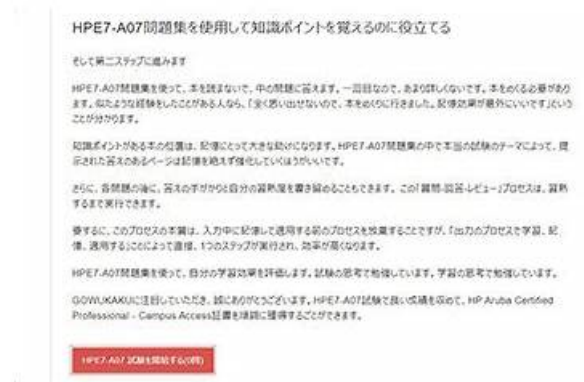 HPE7-A07問題集を使用して知識ポイントを覚えるのに役立てる
そして第二ステップに進みます
HPE7-A07問題集を使って、本を読まないで、中の問題に答えます。一回目なので、あまり詳しくないです。本をめくる必要があり
ます。似たような経験をしたことがある人なら、「全く思い出せないので、本をめくりに行きました。記憶効果が意外にいいです」という
ことが分かります。
知識ポイントがある本の位置は、記憶にとって大きな助けになります。HPE7-A07問題集の中で本当の試験のテーマによって、提
示された答えのあるページは記憶を絶えず強化していくほうがいいです。
さらに、各問題の後に、答えの手がかりと自分の習熟度を書き留めることもできます。この「質問-回答-レビュー」プロセスは、習熟
するまで実行できます。
要するに、このプロセスの本質は、入力中に記憶して適用する前のプロセスを放棄することですが、「出力のプロセスで学習、記
憶、適用する」ことによって直接、1つのステップが実行され、効率が高くなります。
HPE7-A07問題集を使って、自分の学習効果を評価します。試験の思考で勉強しています。学習の思考で勉強しています。
GOWUKAKUに注目していただき、誠にありがとうございます。HPE7-A07試験で良い成績を収めて、HP Aruba Certified
Professional - Campus Access証書を順調に獲得することができます。
HPE7-A07 試験を開始する(0問)